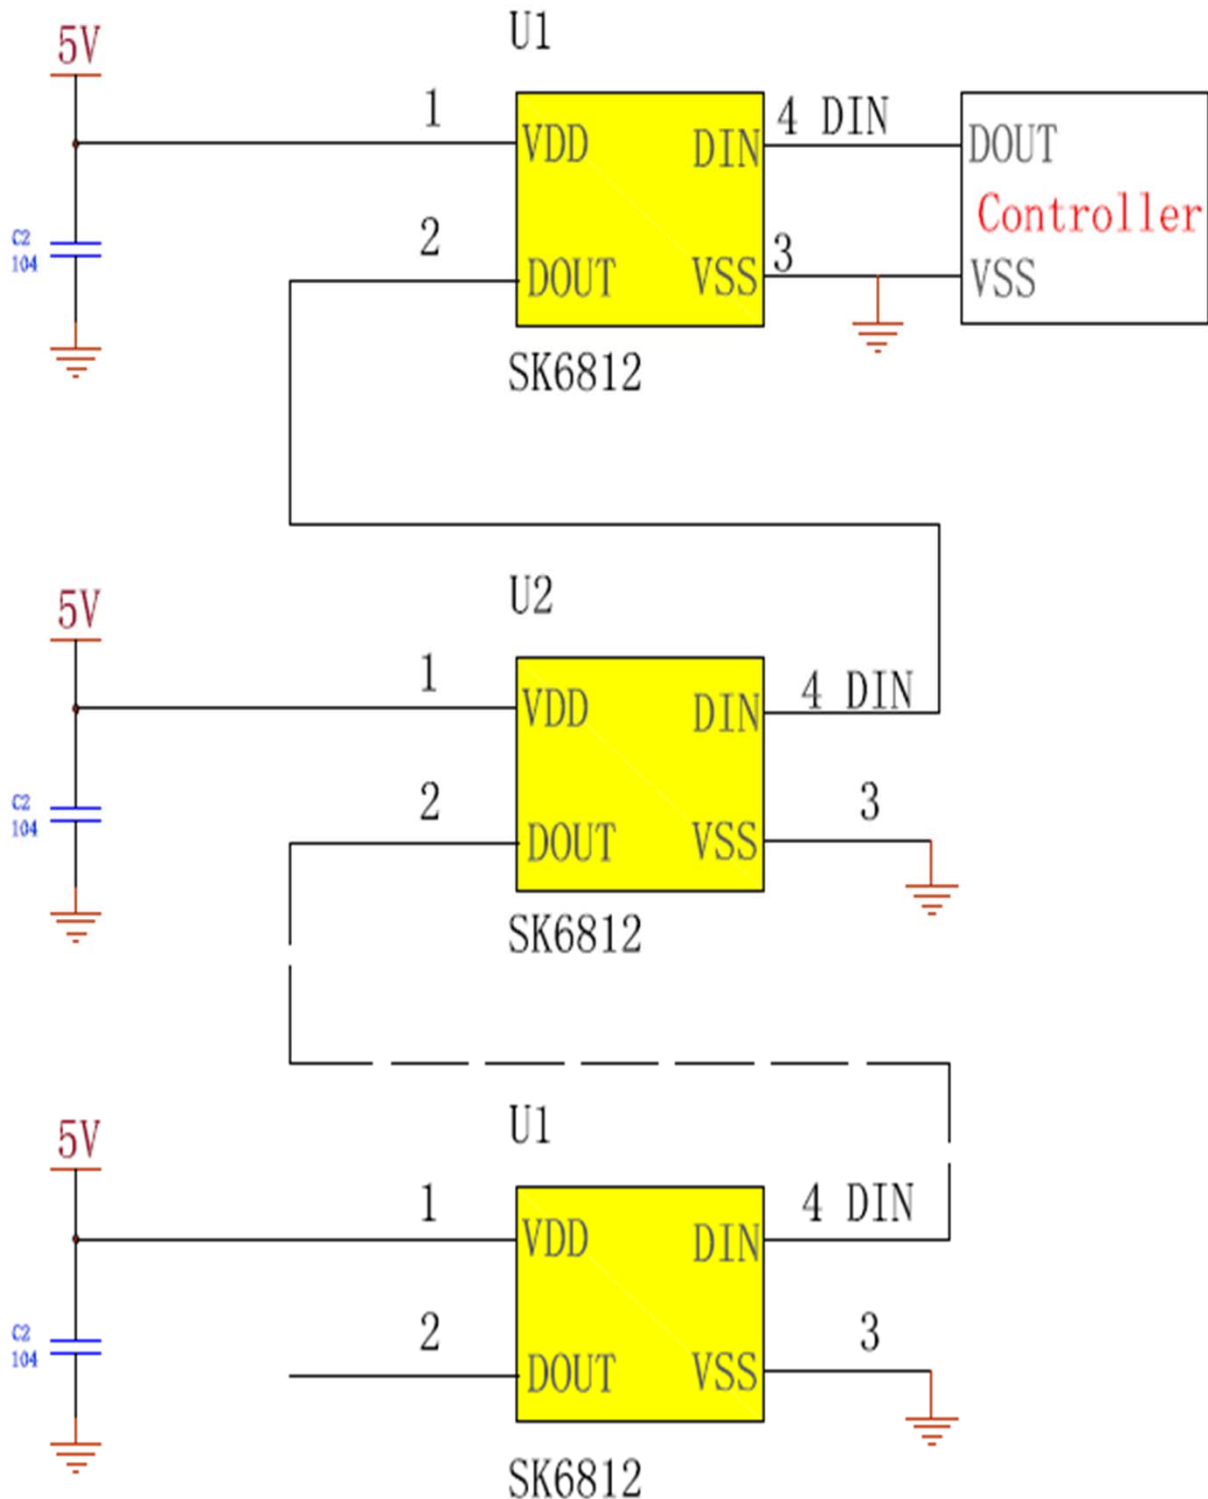 U1
5V
1
4 DIN
VDD
DIN
DOUT
Controller
2
3
C2
104
DOUT
VSS
VSS
SK6812
U2
5V
1
4 DIN
VDD
DIN
2
3
C2
104
DOUT
VSS
SK6812
U1
5V
1
4 DIN
VDD
DIN
2
3
C2
104
DOUT
VSS
SK6812